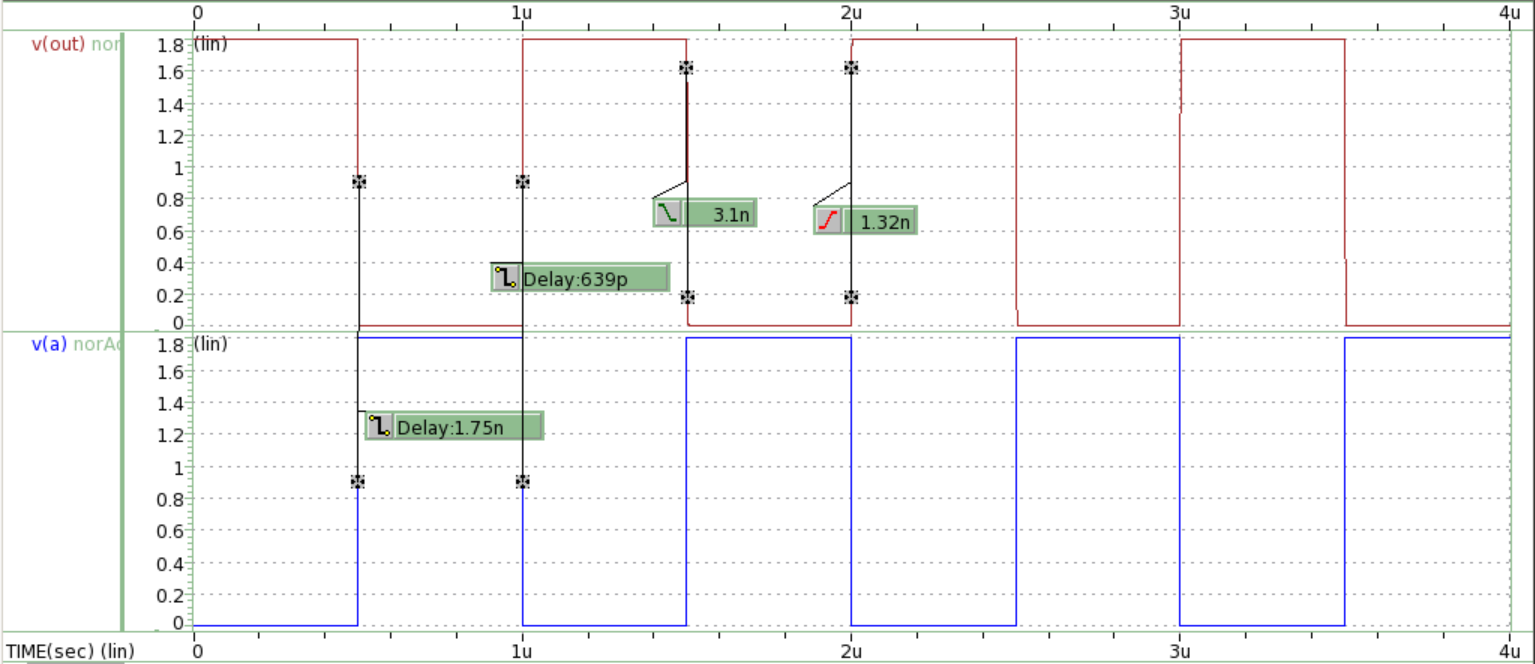 0 1u 2u 3u 4u
v(out) nor
(lin)
1.8
1.6
1.4
1.2
1
0.8
0.6
0.4
0.2
0
3.1n
1.32n
Delay:639p
v(a) norAc
(lin)
1.8
1.6
1.4
1.2
1
0.8
0.6
0.4
0.2
0
Delay:1.75n
TIME(sec) (lin) 0 1u 2u 3u 4u